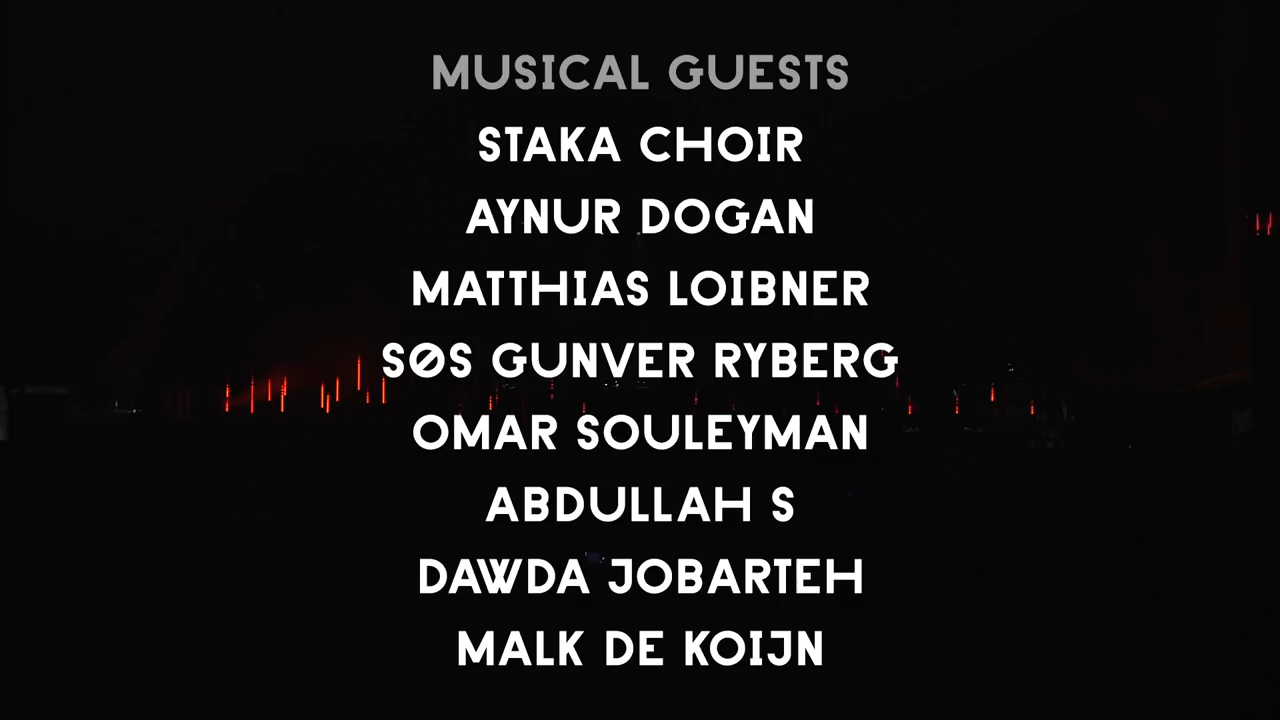 MUSICAL GUESTS
STAKA CHOIR
AYNUR DOGAN
MATTHIAS LOIBNER
SØS GUNVER RYBERG
OMAR SOULEYMAN
ABDULLAH S
DAWDA JOBARTEH
MALK DE KOIJN